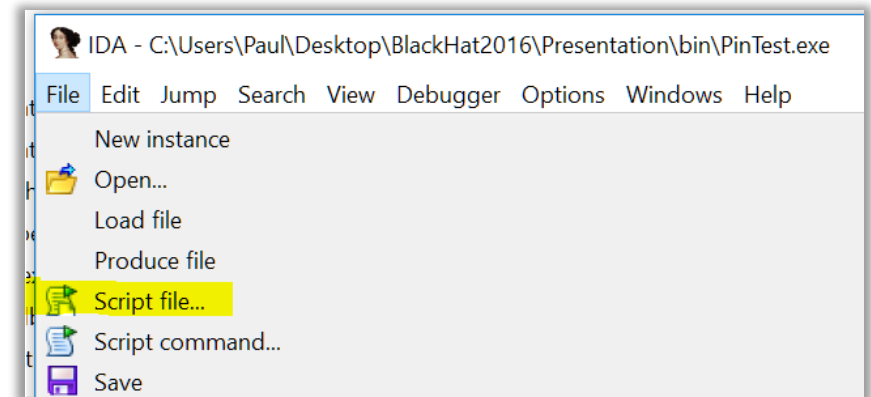 IDA - C:\Users\Paul\Desktop\BlackHat2016\Presentation\bin\PinTest.exe
File Edit Jump Search View Debugger Options Windows Help
New instance
Open...
Load file
Produce file
Script file...
Script command...
Save